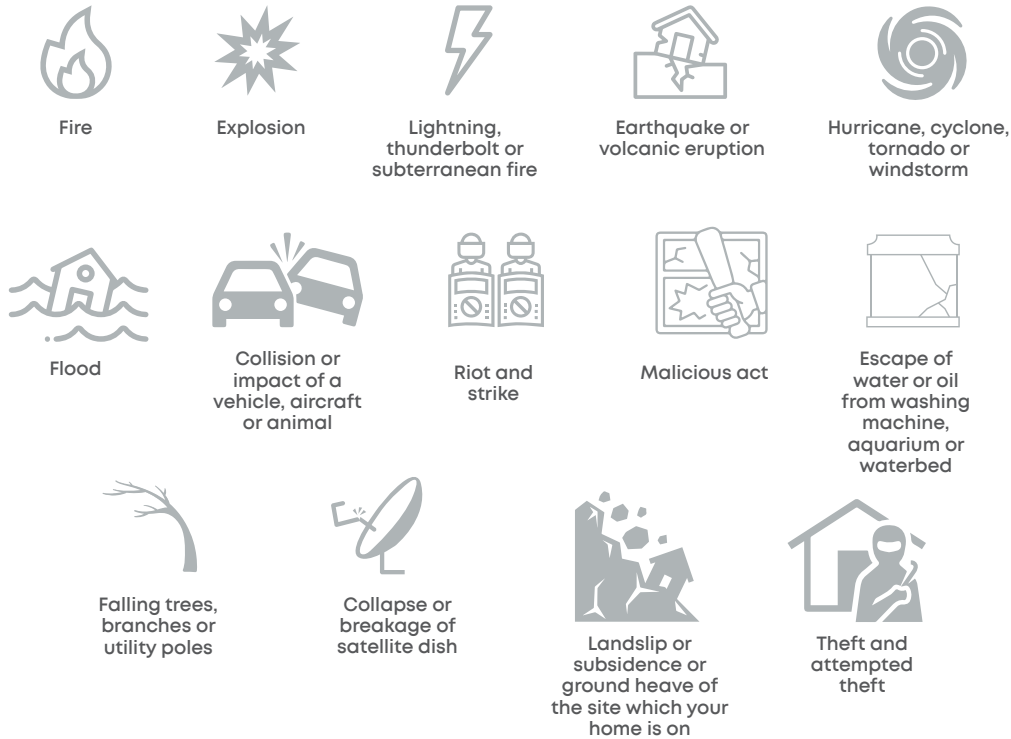 Fire
Explosion
Lightning,
thunderbolt or
subterranean fire
Earthquake or
volcanic eruption
Hurricane, cyclone,
tornado or
windstorm
Flood
Collision or
impact of a
vehicle, aircraft
or animal
Riot and
strike
Malicious act
Escape of
water or oil
from washing
machine,
aquarium or
waterbed
Falling trees,
branches or
utility poles
Collapse or
breakage of
satellite dish
Landslip or
subsidence or
ground heave of
the site which your
home is on
Theft and
attempted
theft